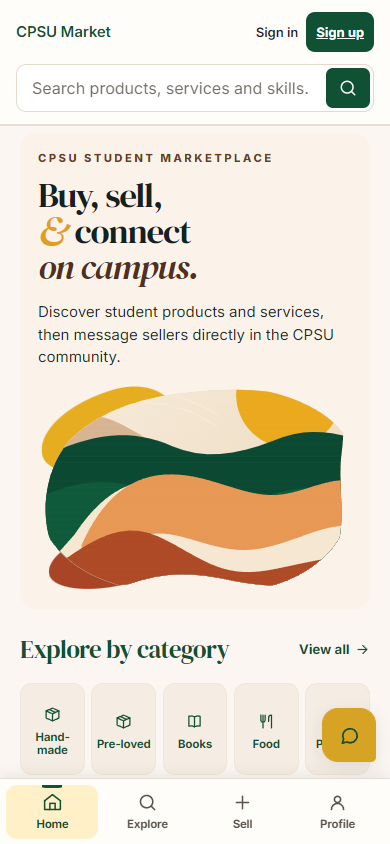 CPSU Market
Sign in
Sign up
Search products, services and skills.
CPSU STUDENT MARKETPLACE
Buy, sell,
& connect
on campus.
Discover student products and services,
then message sellers directly in the CPSU
community.
Explore by category
View all →
Hand-
made
Pre-loved
Books
Food
Home
Explore
Sell
Profile